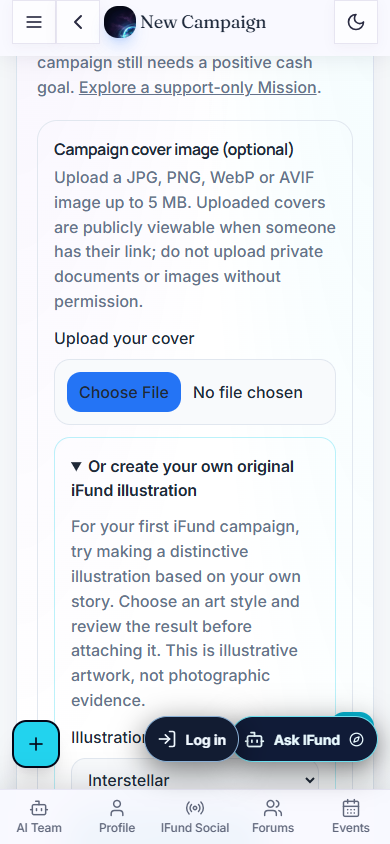 New Campaign
campaign still needs a positive cash
goal. Explore a support-only Mission.
Campaign cover image (optional)
Upload a JPG, PNG, WebP or AVIF
image up to 5 MB. Uploaded covers
are publicly viewable when someone
has their link; do not upload private
documents or images without
permission.
Upload your cover
Choose File No file chosen
▼ Or create your own original
iFund illustration
For your first iFund campaign,
try making a distinctive
illustration based on your own
story. Choose an art style and
review the result before
attaching it. This is illustrative
artwork, not photographic
evidence.
Illustration
Log in
Ask IFund
Interstellar
AI Team
Profile
IFund Social
Forums
Events